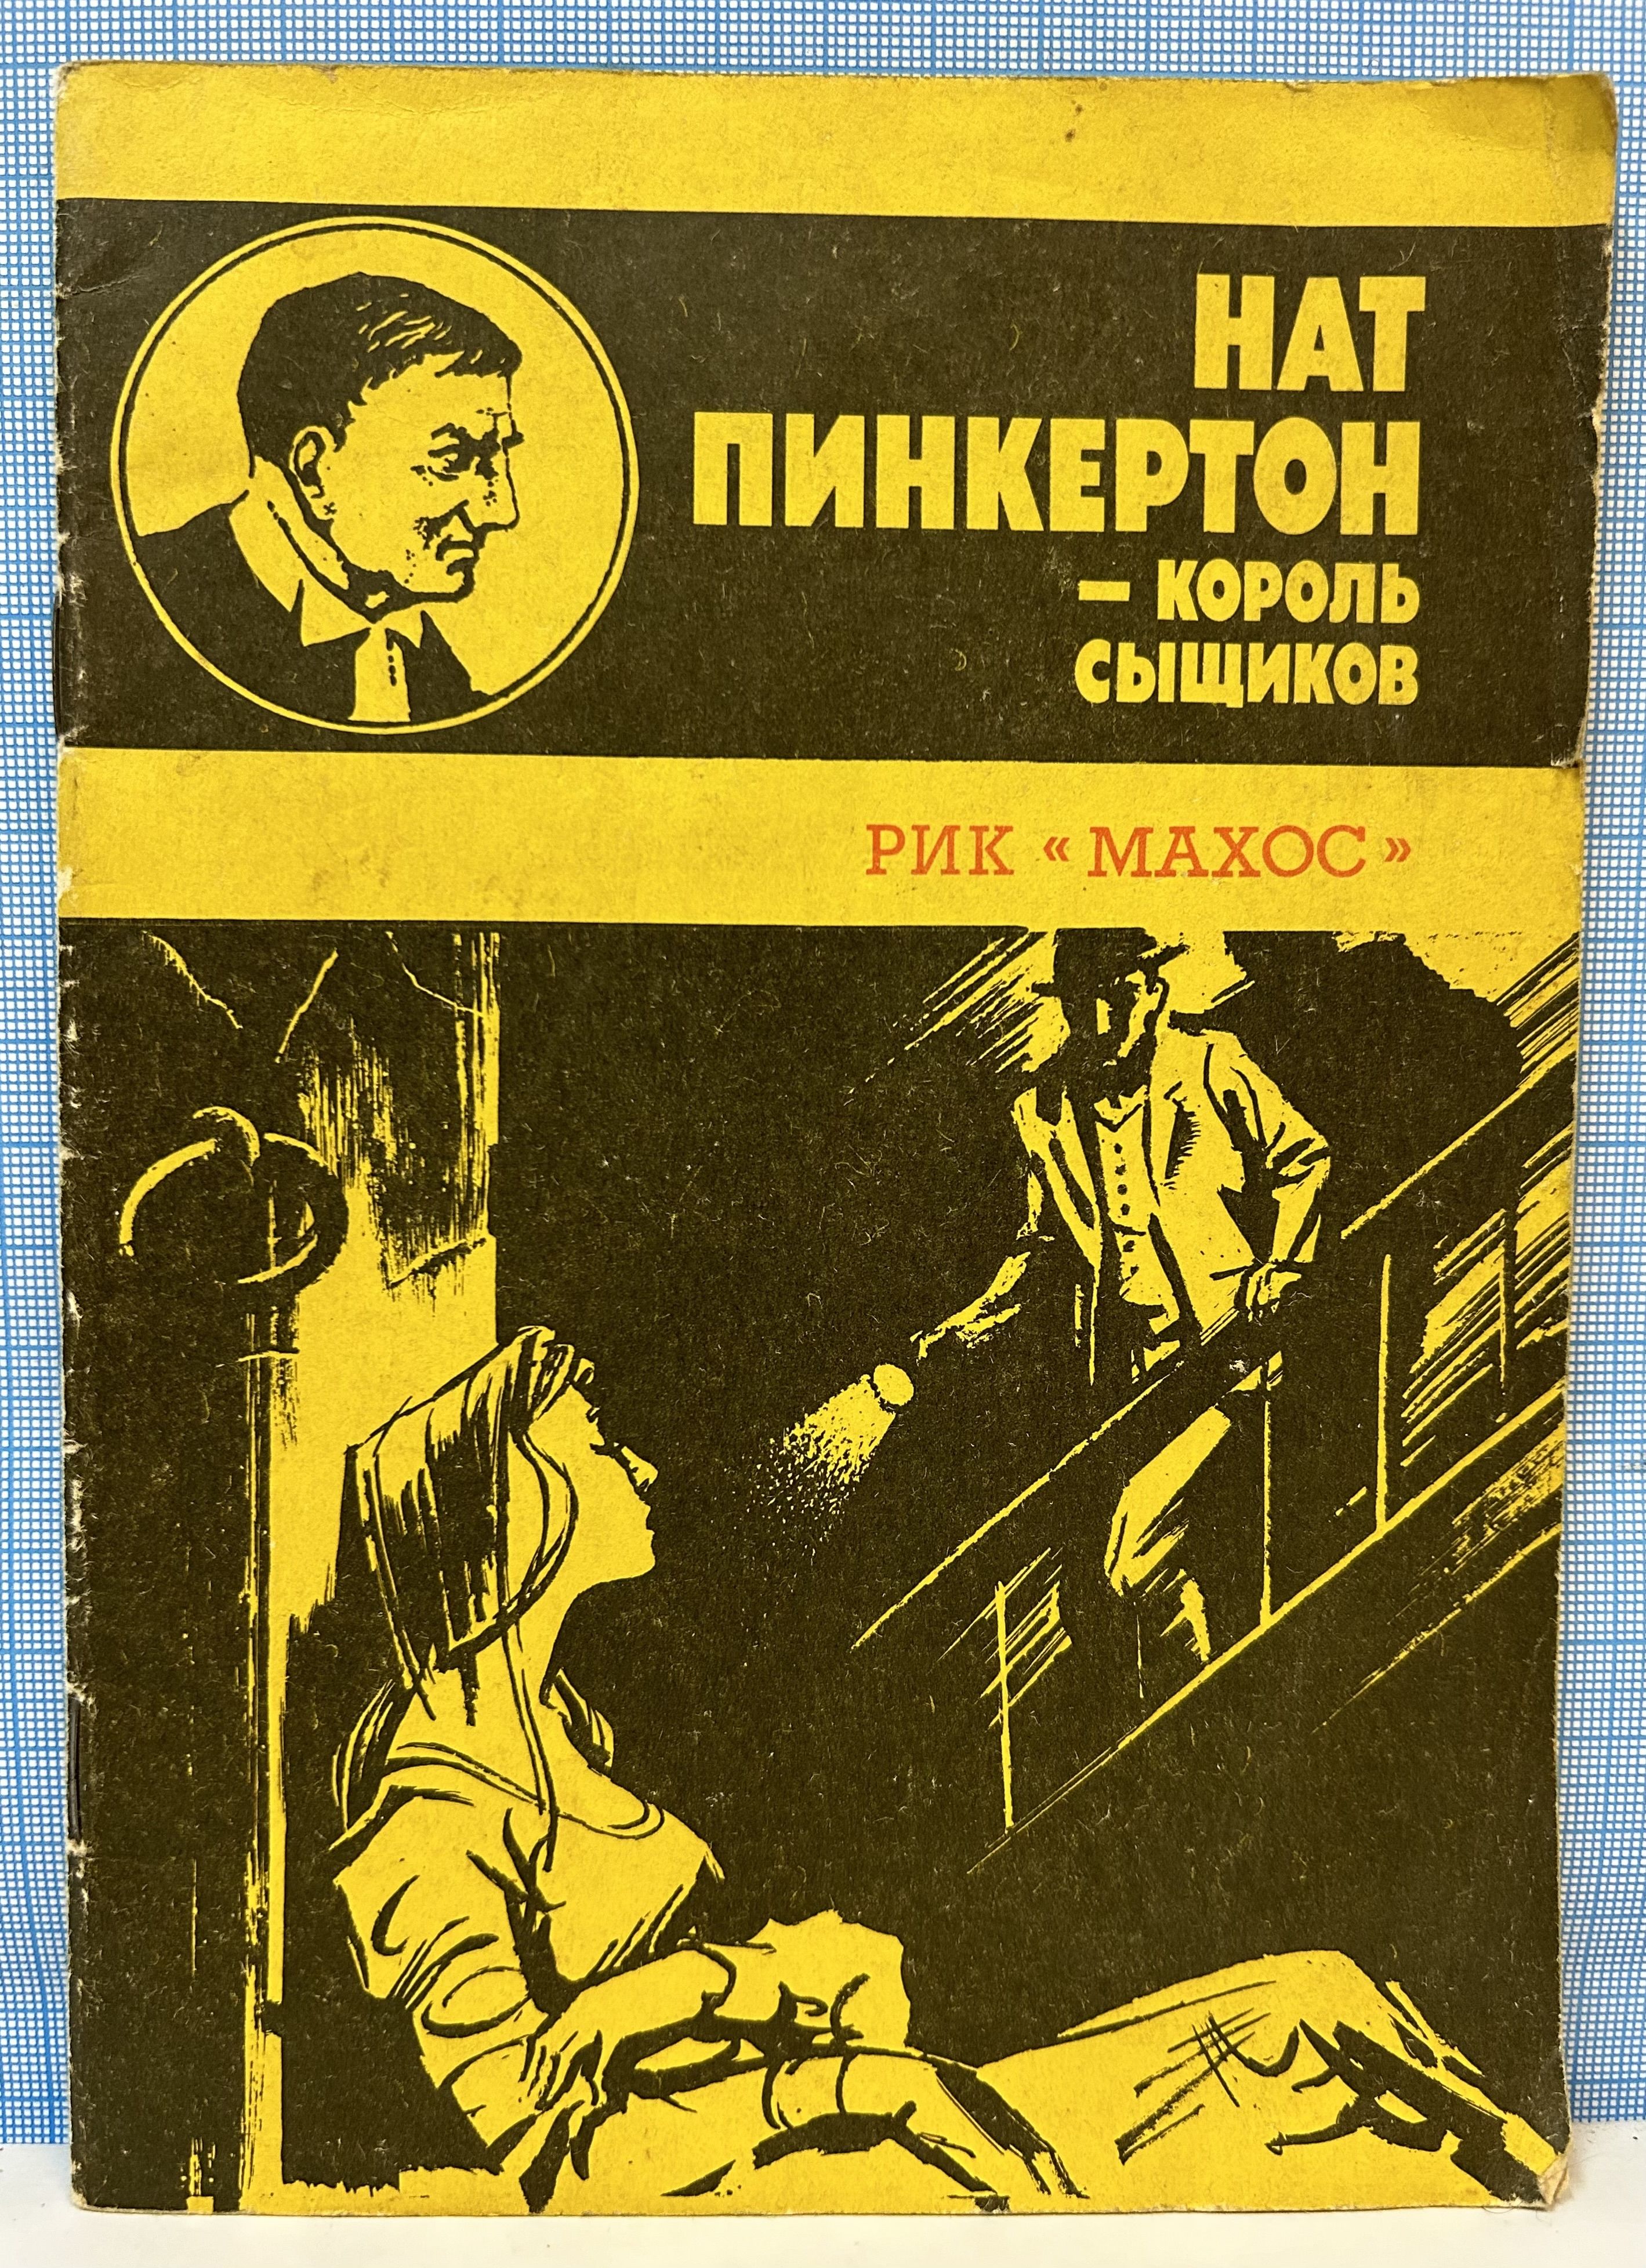 НАТ
ПИНКЕРТОН
– КОРОЛЬ
СЫЩИКОВ
РИК «МАХОС»